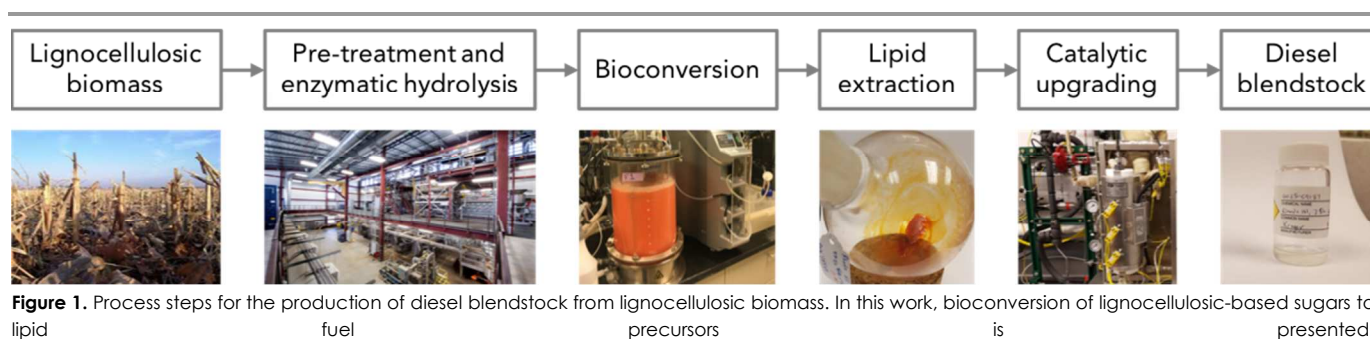 Lignocellulosic
biomass
Pre-treatment and
enzymatic hydrolysis
Bioconversion
Lipid
extraction
Catalytic
upgrading
Diesel
blendstock
Figure 1. Process steps for the production of diesel blendstock from lignocellulosic biomass. In this work, bioconversion of lignocellulosic-based sugars to
lipid fuel precursors is presented